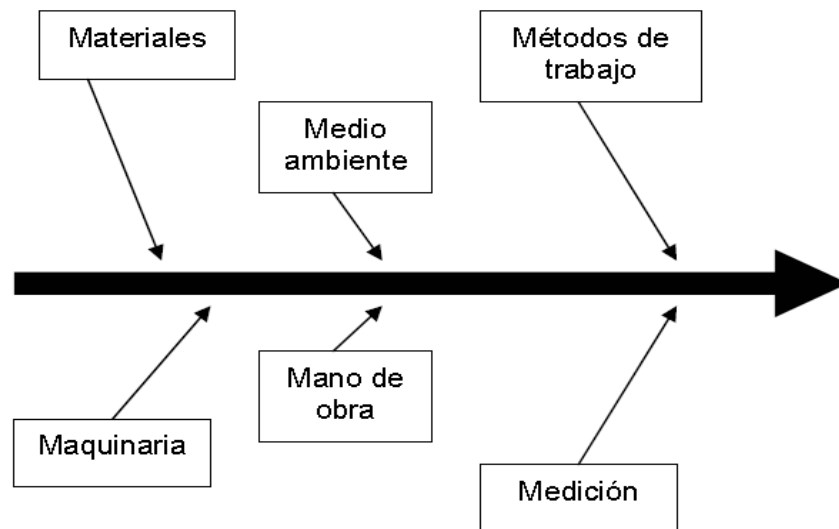 Materiales
Métodos de
trabajo
Medio
ambiente
Maquinaria
Mano de
obra
Medición